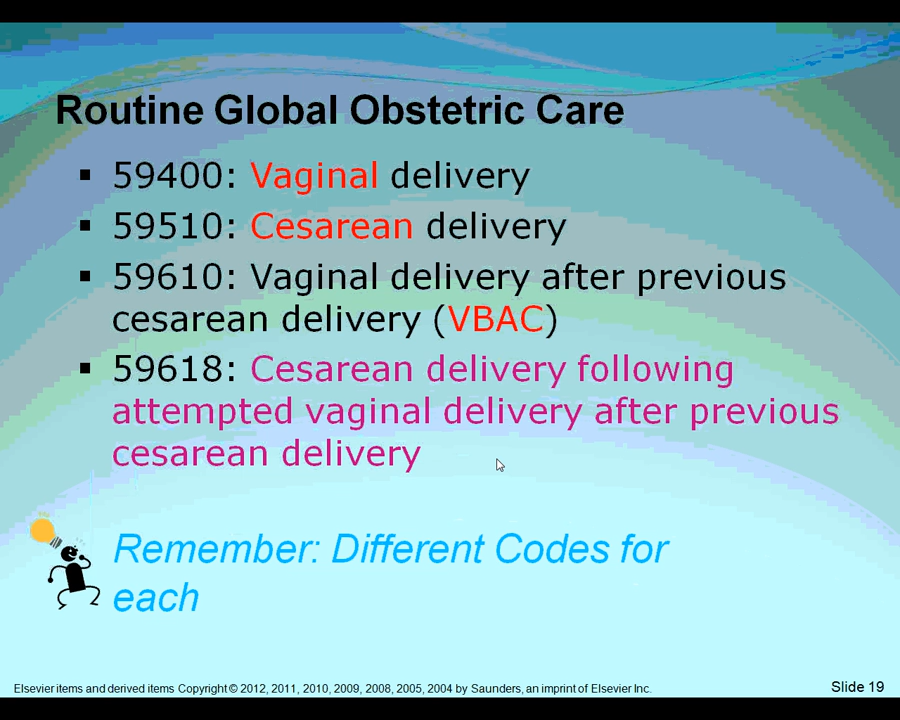 Routine Global Obstetric Care
▪ 59400: Vaginal delivery
▪ 59510: Cesarean delivery
▪ 59610: Vaginal delivery after previous
cesarean delivery (VBAC)
▪ 59618: Cesarean delivery following
attempted vaginal delivery after previous
cesarean delivery
Remember: Different Codes for
each
Elsevier items and derived items Copyright © 2012, 2011, 2010, 2009, 2008, 2005, 2004 by Saunders, an imprint of Elsevier Inc.
Slide 19